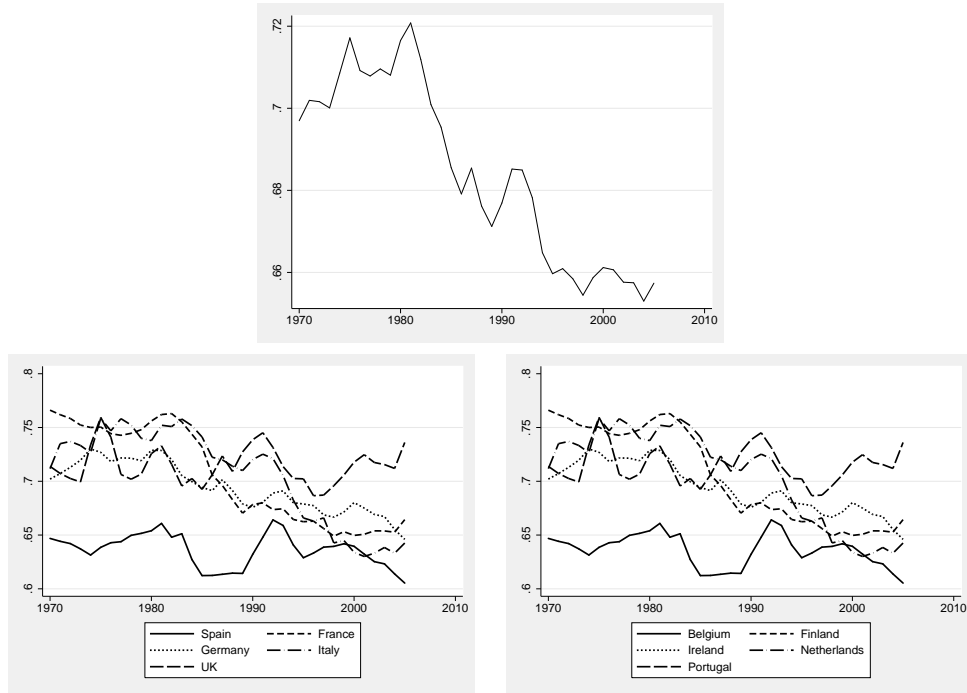 .72
.7
.68
.66
1970 1980 1990 2000 2010
.8
.75
.7
.65
.6
1970 1980 1990 2000 2010
Spain France
Germany Italy
UK
.8
.75
.7
.65
.6
1970 1980 1990 2000 2010
Belgium Finland
Ireland Netherlands
Portugal